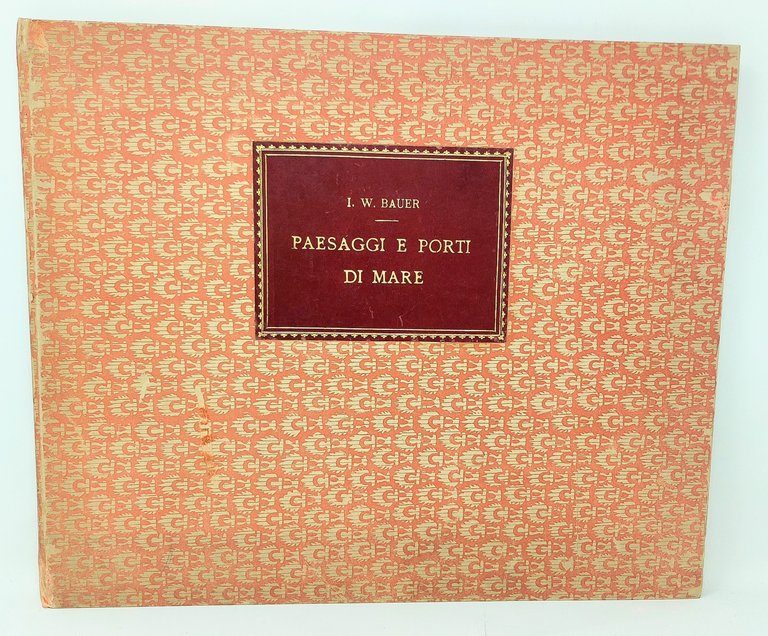 I. W. BAUER
PAESAGGI E PORTI
DI MARE